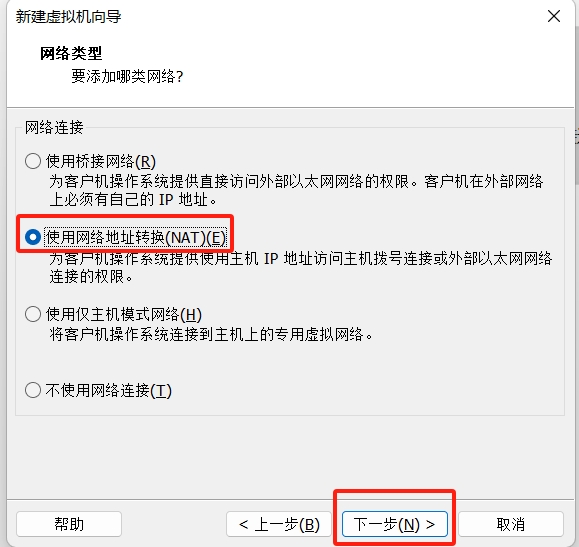 新建虚拟机向导
网络类型
要添加哪类网络?
网络连接
使用桥接网络(R)
为客户机操作系统提供直接访问外部以太网网络的权限。客户机在外部网络
上必须有自己的 IP 地址。
使用网络地址转换(NAT)(E)
为客户机操作系统提供使用主机 IP 地址访问主机拨号连接或外部以太网网络
连接的权限。
使用仅主机模式网络(H)
将客户机操作系统连接到主机上的专用虚拟网络。
不使用网络连接(T)
帮助
< 上一步(B)
下一步(N) >
取消